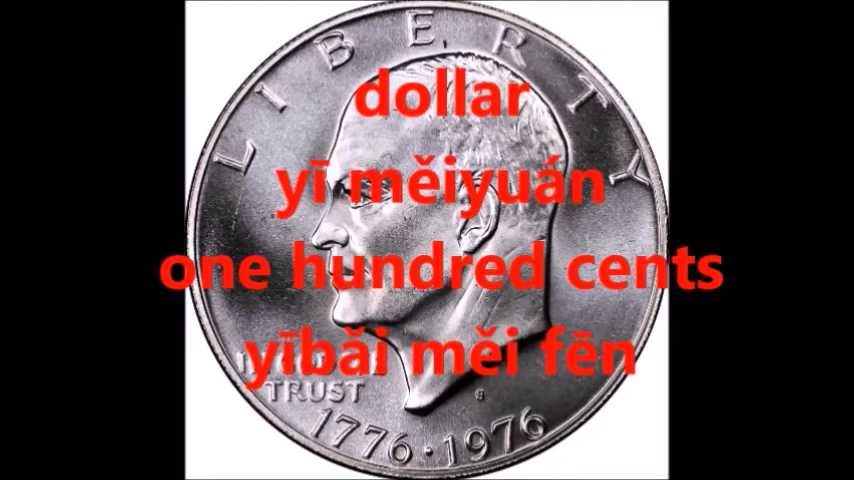 LIBERTY
dollar
yī měiyuán
one hundred cents
yībǎi měi fēn
TRUST
1776·1976